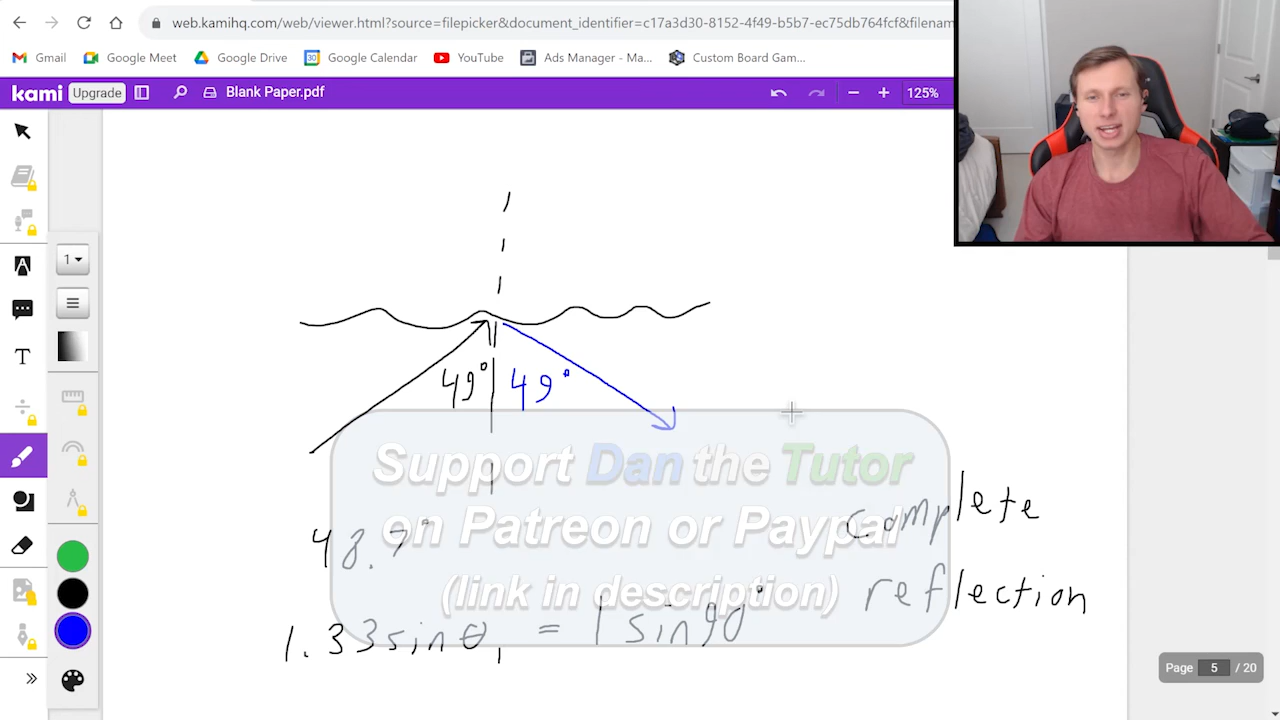 web.kamihq.com/web/viewer.html?source=filepicker&document_identifier=c17a3d30-8152-4f49-b5b7-ec75db764fcf&filenam
Gmail Google Meet Google Drive 30 Google Calendar YouTube Ads Manager - Ma... Custom Board Gam...
kami Upgrade Blank Paper.pdf 125%
1
A
T
49° 49°
Support Dan the Tutor
on Patreon or Paypal
(link in description)
48.7°
complete
reflection
1.33sinθ₁ = 1sin90°
Page 5 / 20